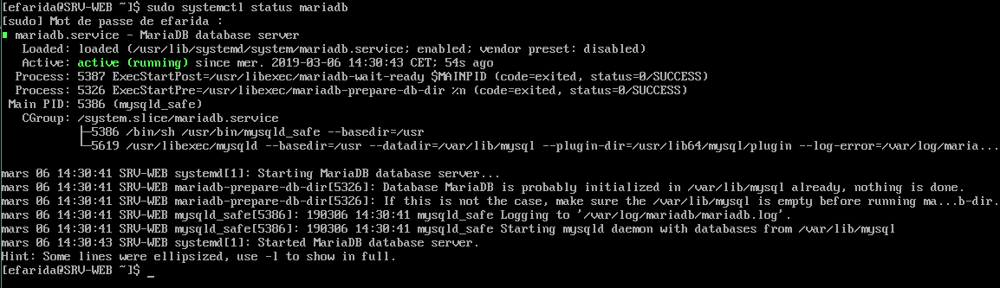 [efarida@SRV-WEB ~]$ sudo systemctl status mariadb
[sudo] Mot de passe de efarida :
mariadb.service - MariaDB database server
Loaded: loaded (/usr/lib/systemd/system/mariadb.service; enabled; vendor preset: disabled)
Active: active (running) since mer. 2019-03-06 14:30:43 CET; 54s ago
Process: 5387 ExecStartPost=/usr/libexec/mariadb-wait-ready $MAINPID (code=exited, status=0/SUCCESS)
Process: 5326 ExecStartPre=/usr/libexec/mariadb-prepare-db-dir %n (code=exited, status=0/SUCCESS)
Main PID: 5386 (mysqld_safe)
CGroup: /system.slice/mariadb.service
├─5386 /bin/sh /usr/bin/mysqld_safe --basedir=/usr
└─5619 /usr/libexec/mysqld --basedir=/usr --datadir=/var/lib/mysql --plugin-dir=/usr/lib64/mysql/plugin --log-error=/var/log/maria...
mars 06 14:30:41 SRV-WEB systemd[1]: Starting MariaDB database server...
mars 06 14:30:41 SRV-WEB mariadb-prepare-db-dir[5326]: Database MariaDB is probably initialized in /var/lib/mysql already, nothing is done.
mars 06 14:30:41 SRV-WEB mariadb-prepare-db-dir[5326]: If this is not the case, make sure the /var/lib/mysql is empty before running ma...b-dir.
mars 06 14:30:41 SRV-WEB mysqld_safe[5386]: 190306 14:30:41 mysqld_safe Logging to '/var/log/mariadb/mariadb.log'.
mars 06 14:30:41 SRV-WEB mysqld_safe[5386]: 190306 14:30:41 mysqld_safe Starting mysqld daemon with databases from /var/lib/mysql
mars 06 14:30:43 SRV-WEB systemd[1]: Started MariaDB database server.
Hint: Some lines were ellipsized, use -l to show in full.
[efarida@SRV-WEB ~]$ _